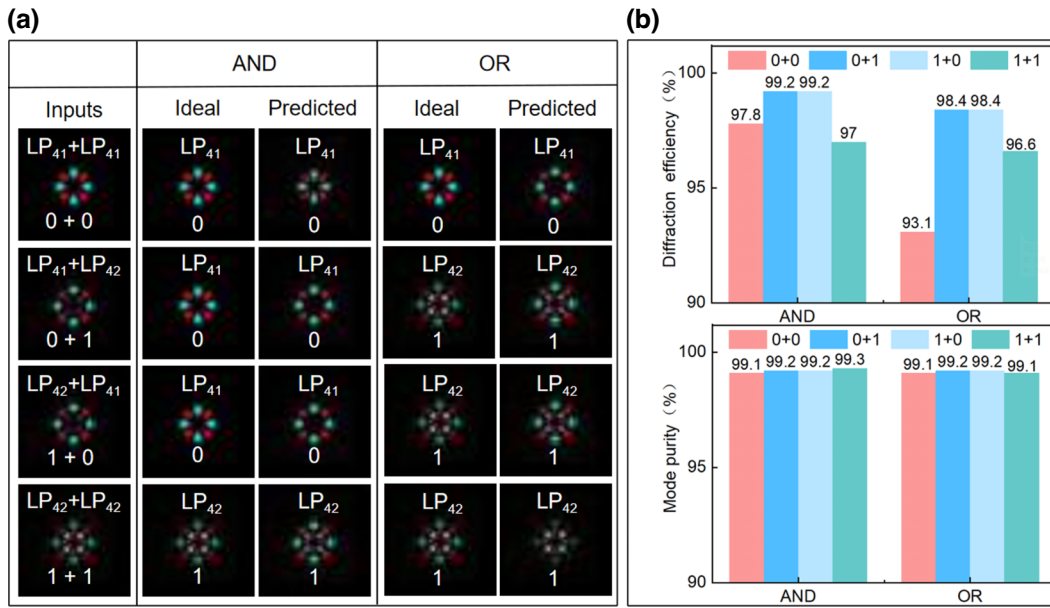 (a)
AND OR
Inputs Ideal Predicted Ideal Predicted
LP₄₁+LP₄₁ LP₄₁ LP₄₁ LP₄₁ LP₄₁
0 + 0 0 0 0 0
LP₄₁+LP₄₂ LP₄₁ LP₄₁ LP₄₂ LP₄₂
0 + 1 0 0 1 1
LP₄₂+LP₄₁ LP₄₁ LP₄₁ LP₄₂ LP₄₂
1 + 0 0 0 1 1
LP₄₂+LP₄₂ LP₄₂ LP₄₂ LP₄₂ LP₄₂
1 + 1 1 1 1 1
(b)
Diffraction efficiency（%）
100
95
90
0+0 0+1 1+0 1+1
97.8 99.2 99.2 97
93.1 98.4 98.4 96.6
AND OR
Mode purity（%）
100
95
90
0+0 0+1 1+0 1+1
99.1 99.2 99.2 99.3
99.1 99.2 99.2 99.1
AND OR